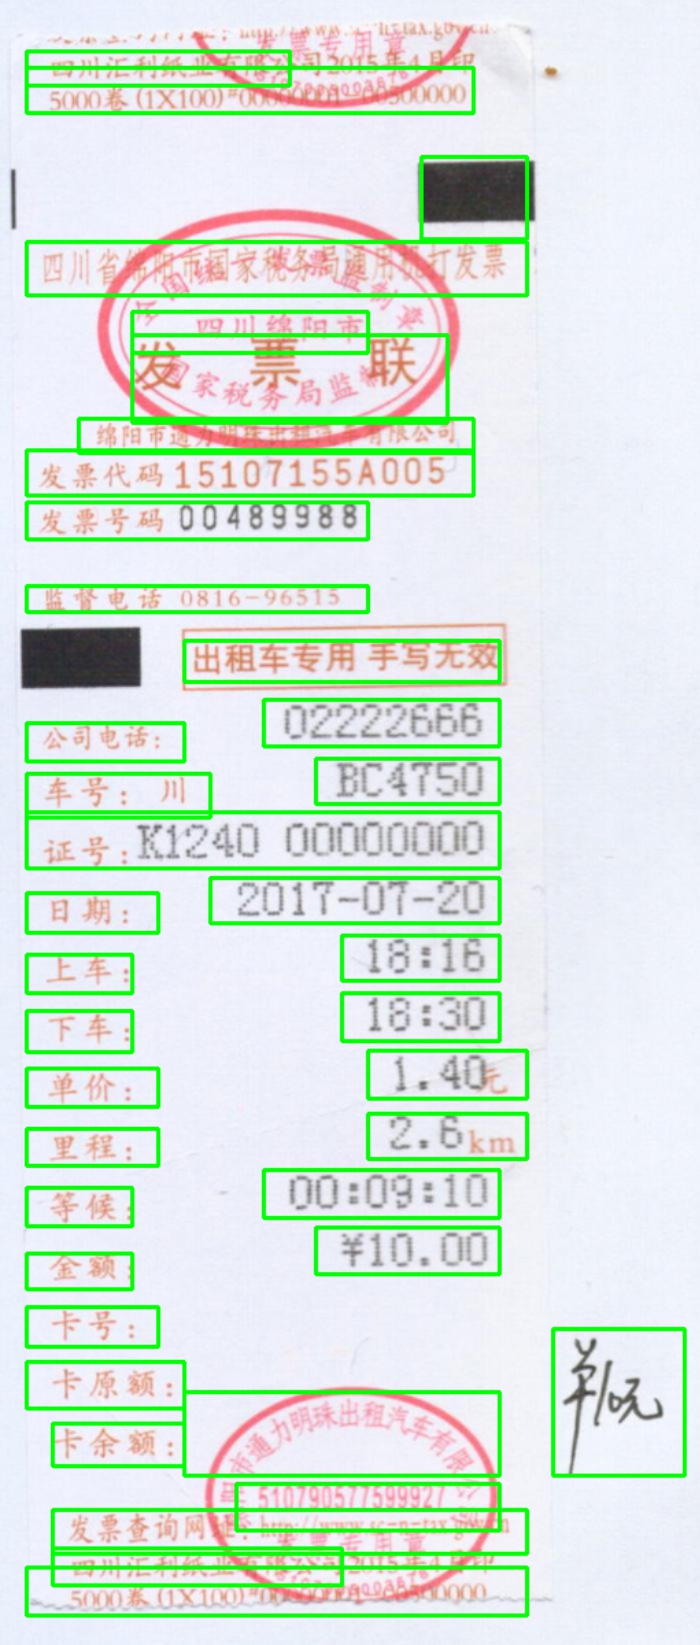 发票专用章
四川汇利纸业有限公司2015年4月印
5000卷(1X100)#00000001-00500000
四川省绵阳市国家税务局通用机打发票
全国统一发票监制章
四川绵阳市
发票联
国家税务局监制
绵阳市通力明珠出租汽车有限公司
发票代码 15107155A005
发票号码 00489988
监督电话 0816-96515
出租车专用 手写无效
公司电话: 02222666
车号: 川 BC4750
证号: K1240 00000000
日期: 2017-07-20
上车: 18:16
下车: 18:30
单价: 1.40元
里程: 2.6km
等候: 00:09:10
金额: ¥10.00
卡号:
卡原额:
卡余额:
绵阳市通力明珠出租汽车有限公司
510790577599927
发票查询网址: http://www.sc-n-tax.gov.cn
发票专用章
四川汇利纸业有限公司2015年4月印
5000卷(1X100)#00000001-00500000